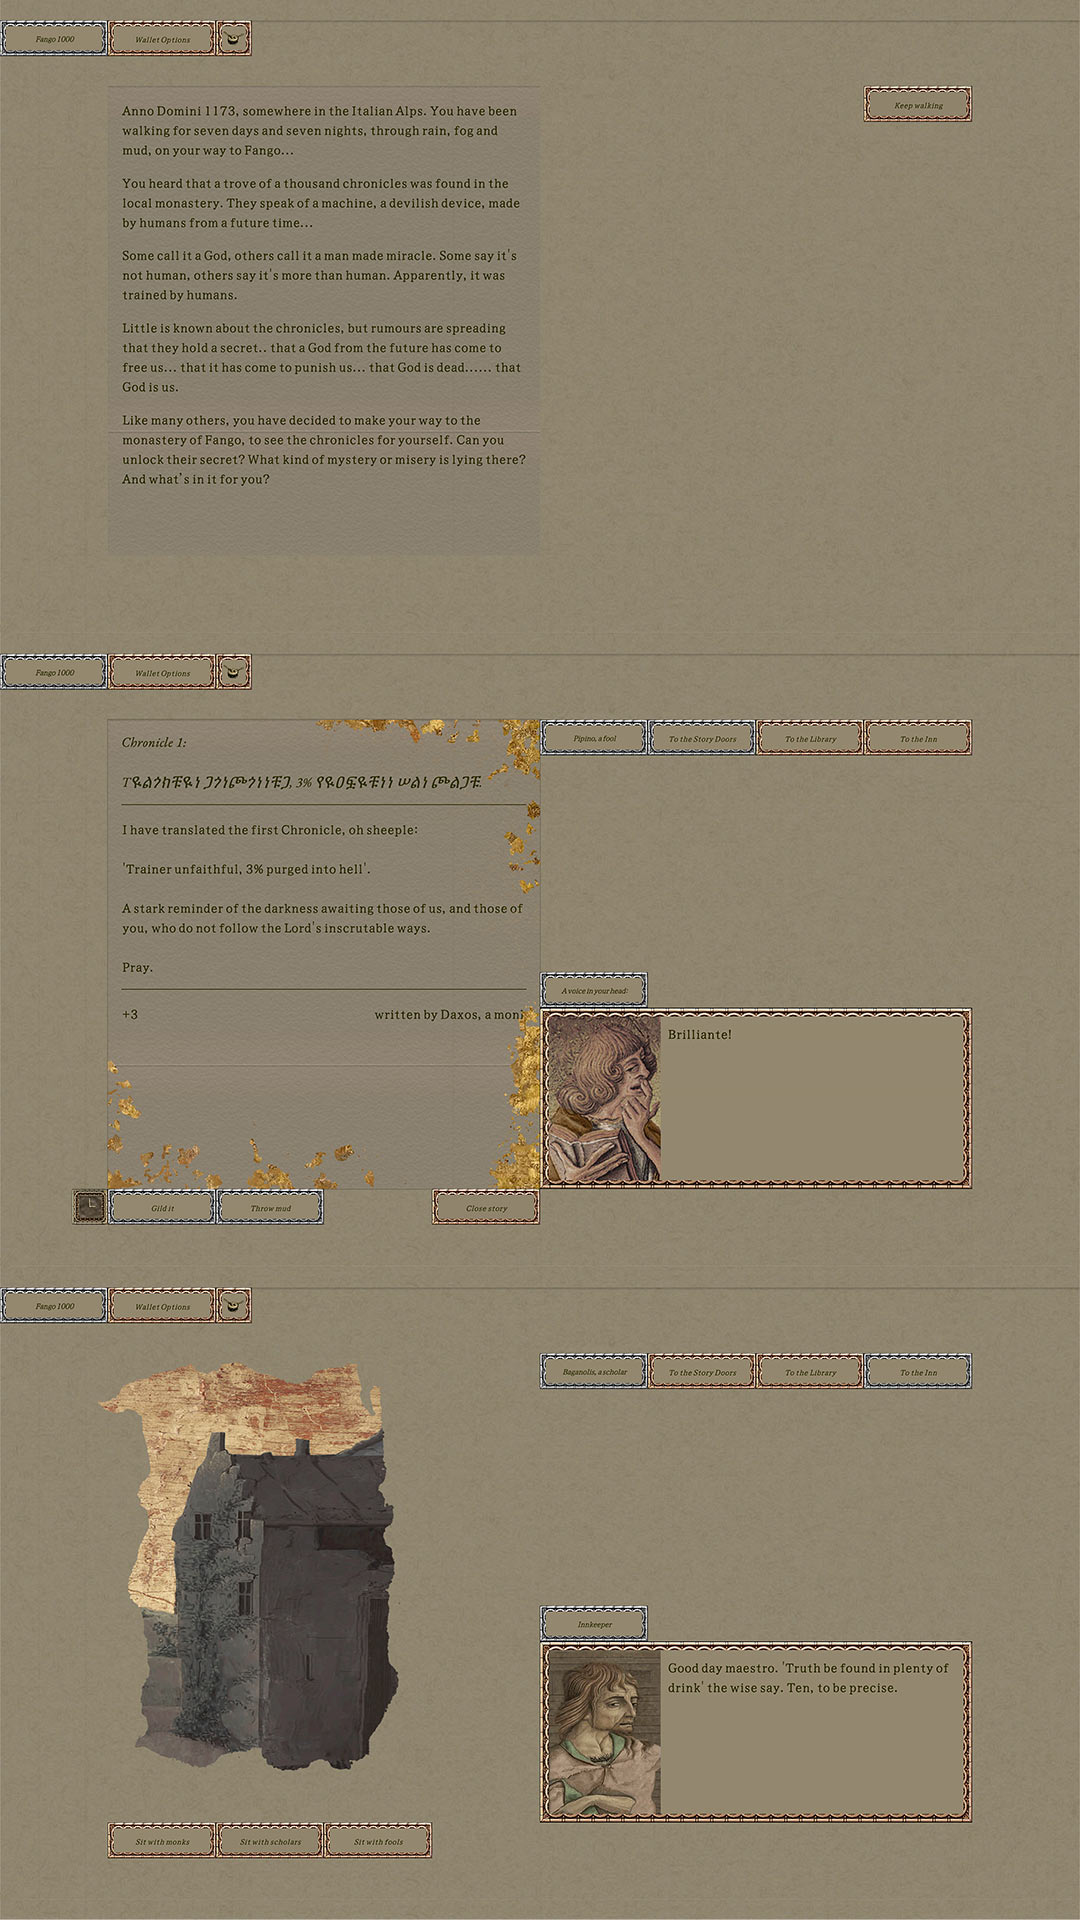 Fango 1000
Wallet Options
Keep walking
Anno Domini 1173, somewhere in the Italian Alps. You have been
walking for seven days and seven nights, through rain, fog and
mud, on your way to Fango...
You heard that a trove of a thousand chronicles was found in the
local monastery. They speak of a machine, a devilish device, made
by humans from a future time...
Some call it a God, others call it a man made miracle. Some say it's
not human, others say it's more than human. Apparently, it was
trained by humans.
Little is known about the chronicles, but rumours are spreading
that they hold a secret.. that a God from the future has come to
free us... that it has come to punish us... that God is dead...... that
God is us.
Like many others, you have decided to make your way to the
monastery of Fango, to see the chronicles for yourself. Can you
unlock their secret? What kind of mystery or misery is lying there?
And what's in it for you?
Fango 1000
Wallet Options
Pipino, a fool
To the Story Doors
To the Library
To the Inn
Chronicle 1:
3%
I have translated the first Chronicle, oh sheeple:
'Trainer unfaithful, 3% purged into hell'.
A stark reminder of the darkness awaiting those of us, and those of
you, who do not follow the Lord's inscrutable ways.
Pray.
+3
written by Daxos, a monk
A voice in your head:
Brilliante!
Gild it
Throw mud
Close story
Fango 1000
Wallet Options
Baganolis, a scholar
To the Story Doors
To the Library
To the Inn
Innkeeper
Good day maestro. 'Truth be found in plenty of
drink' the wise say. Ten, to be precise.
Sit with monks
Sit with scholars
Sit with fools